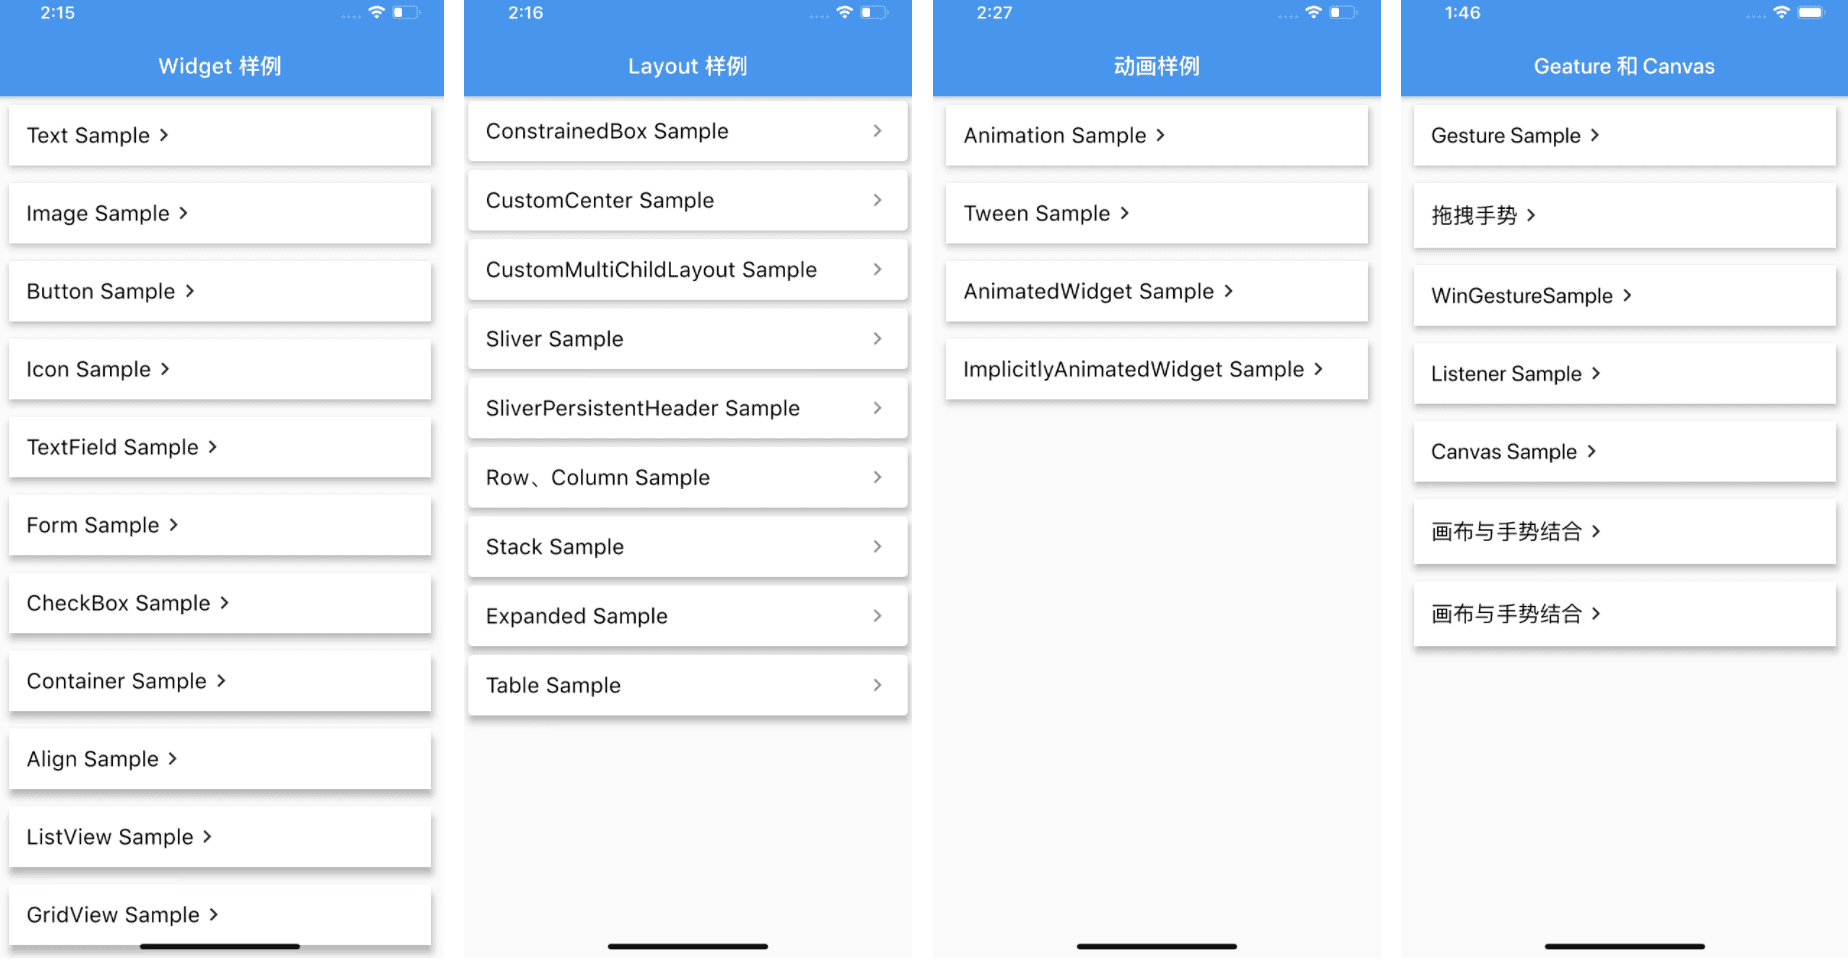 2:15
Widget 样例
Text Sample
Image Sample
Button Sample
Icon Sample
TextField Sample
Form Sample
CheckBox Sample
Container Sample
Align Sample
ListView Sample
GridView Sample
2:16
Layout 样例
ConstrainedBox Sample
CustomCenter Sample
CustomMultiChildLayout Sample
Sliver Sample
SliverPersistentHeader Sample
Row、Column Sample
Stack Sample
Expanded Sample
Table Sample
2:27
动画样例
Animation Sample
Tween Sample
AnimatedWidget Sample
ImplicitlyAnimatedWidget Sample
1:46
Geature 和 Canvas
Gesture Sample
拖拽手势
WinGestureSample
Listener Sample
Canvas Sample
画布与手势结合
画布与手势结合